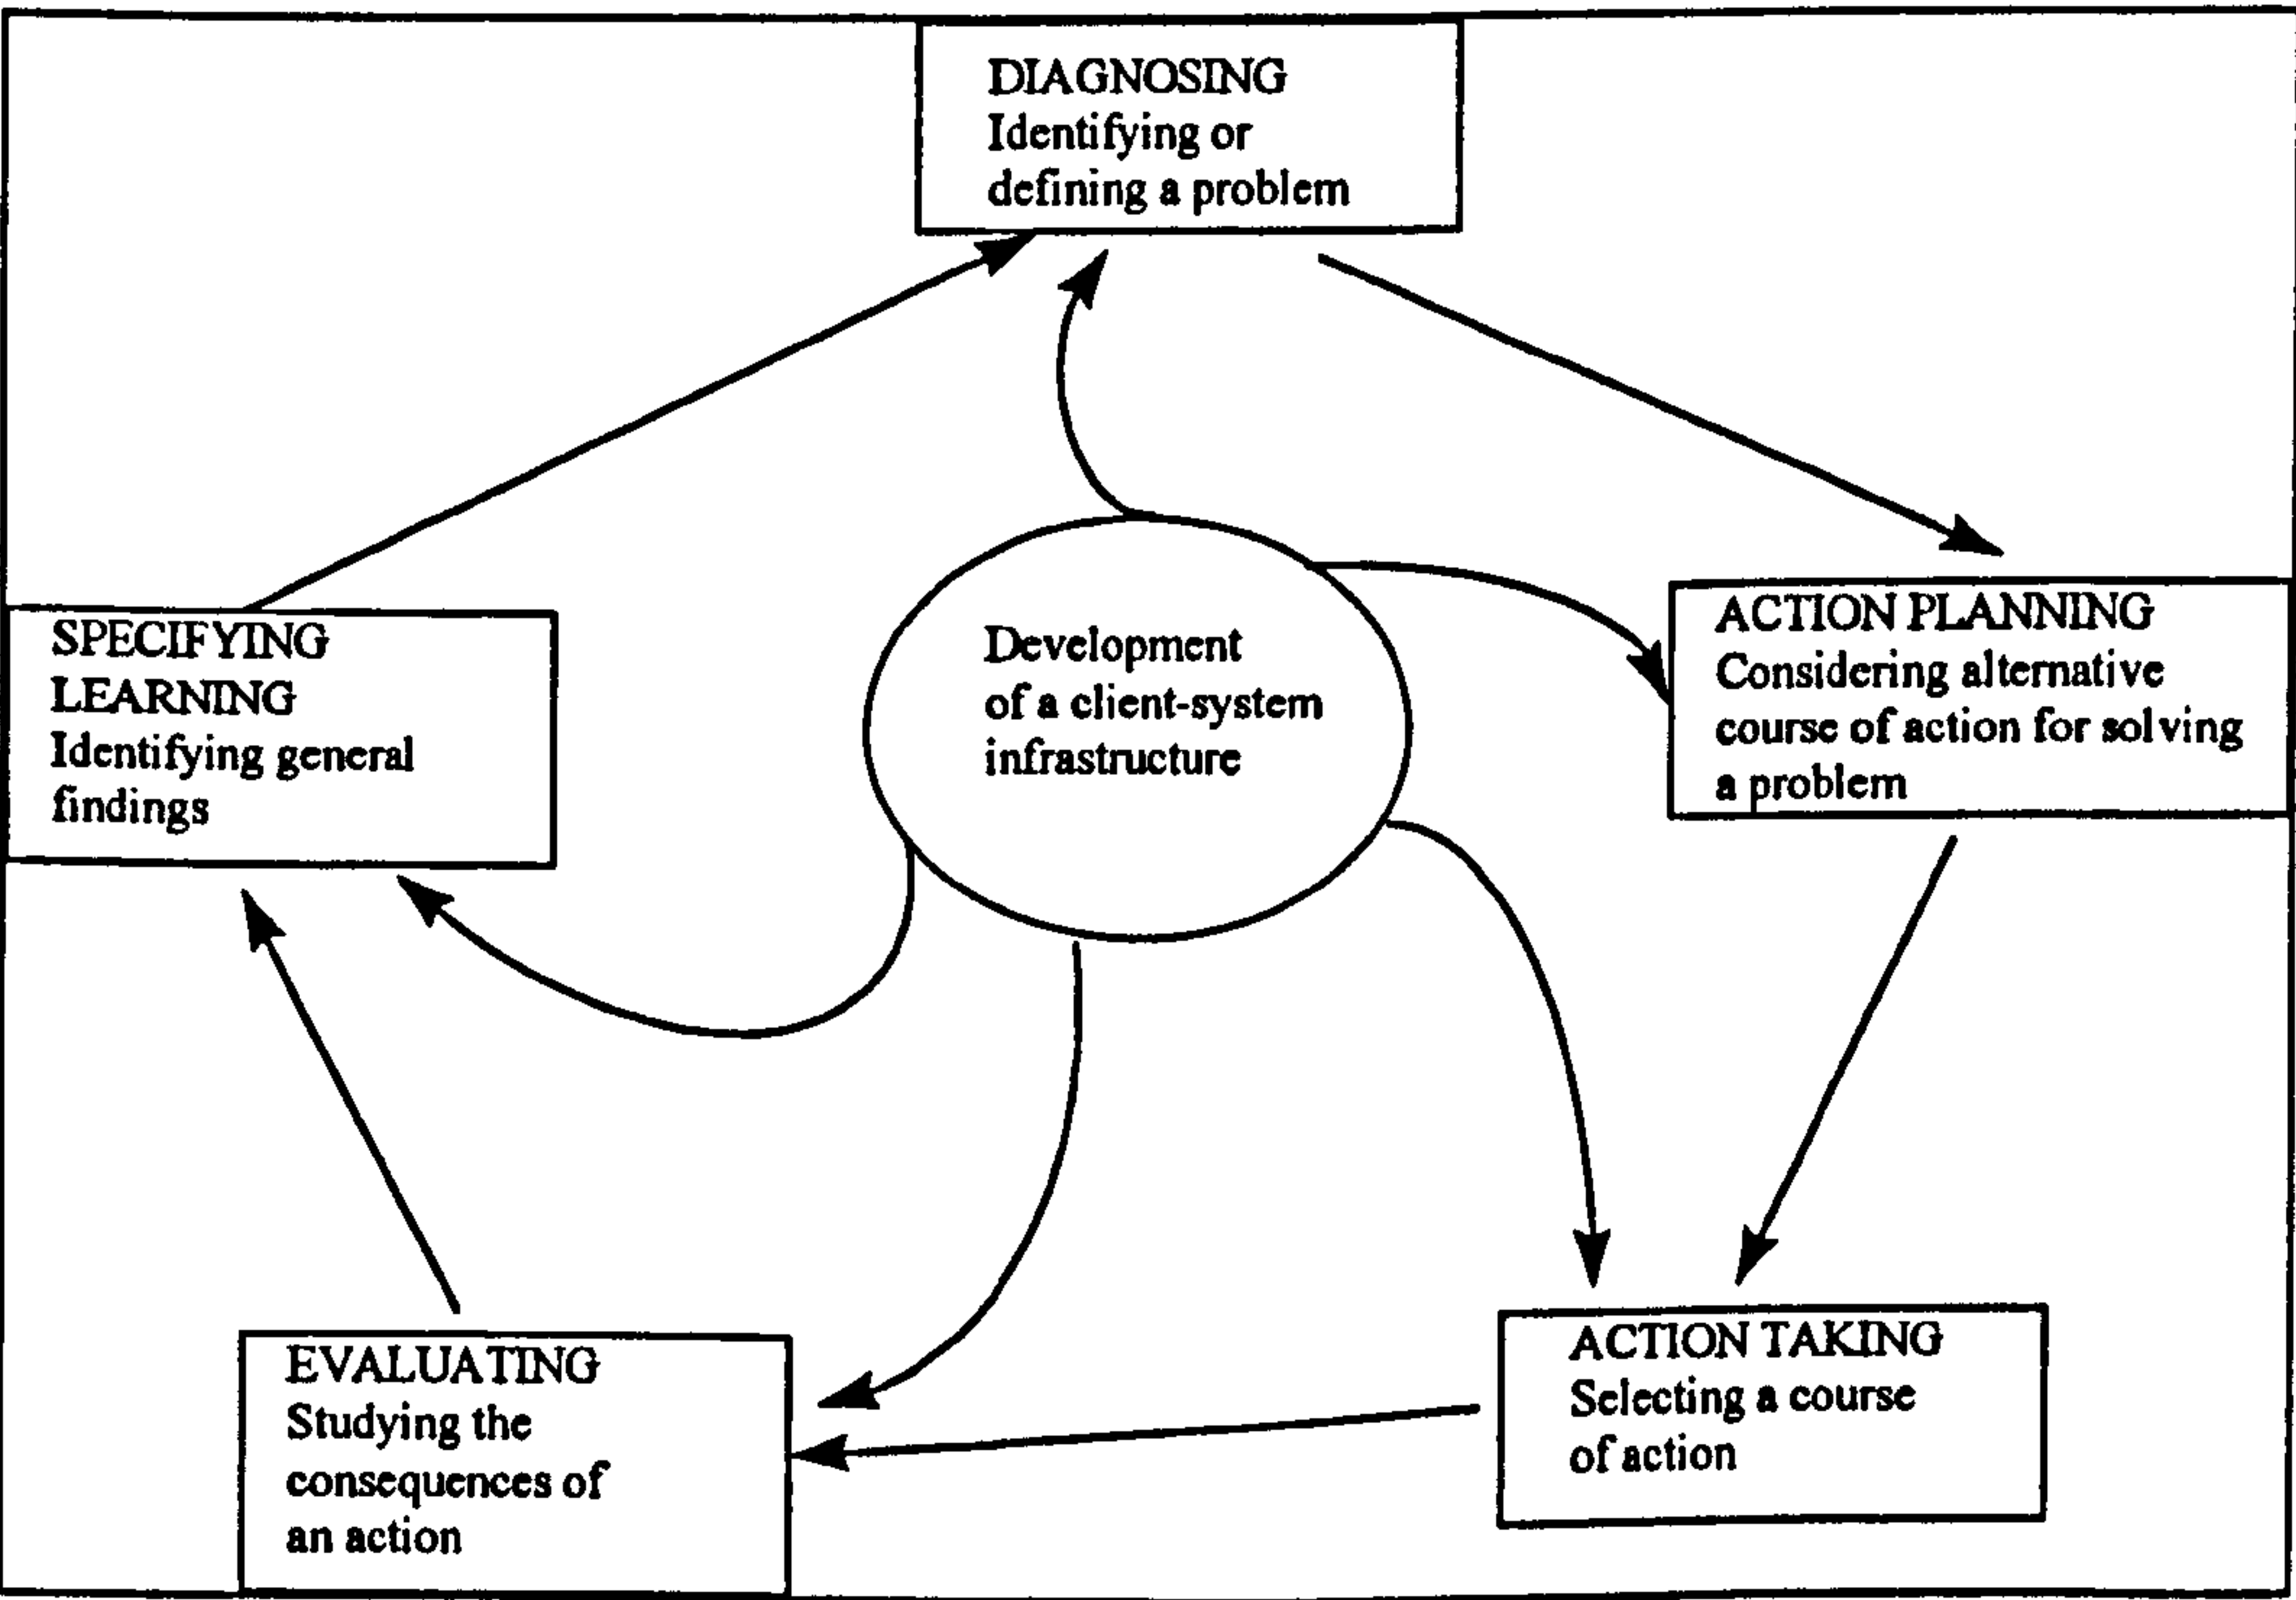 DIAGNOSING
Identifying or
defining a problem
SPECIFYING
LEARNING
Identifying general
findings
Development
of a client-system
infrastructure
ACTION PLANNING
Considering alternative
course of action for solving
a problem
EVALUATING
Studying the
consequences of
an action
ACTION TAKING
Selecting a course
of action